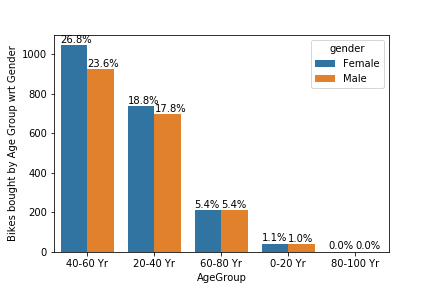 26.8%
23.6%
18.8%
17.8%
5.4%
5.4%
1.1%
1.0%
0.0%
0.0%
gender
Female
Male
1000
800
600
400
200
0
Bikes bought by Age Group wrt Gender
40-60 Yr
20-40 Yr
60-80 Yr
0-20 Yr
80-100 Yr
AgeGroup